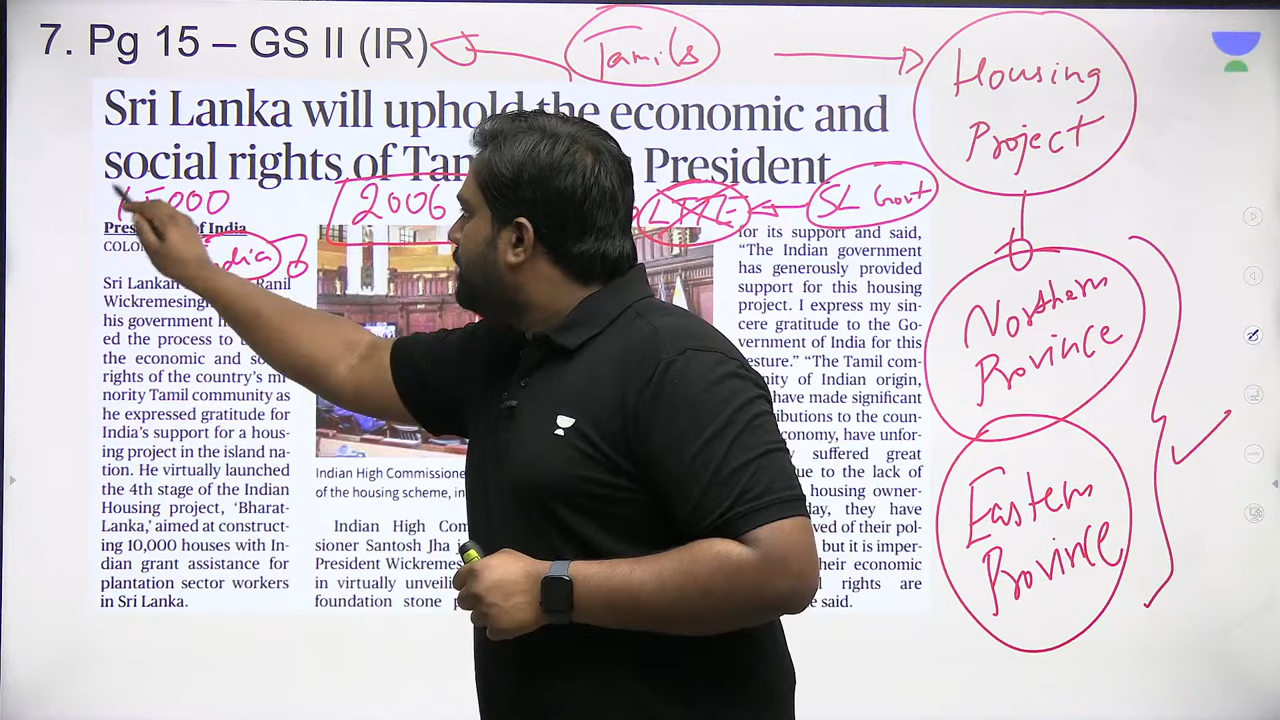 7. Pg 15 – GS II (IR)
Tamils
Housing
Project
Sri Lanka will uphold the economic and
social rights of President
2006
LTTE
SL Govt
of India
Sri Lankan Ranil
his government
ed the process to
the economic and
rights of the country's mi-
nority Tamil community as
he expressed gratitude for
India's support for a hous-
ing project in the island na-
tion. He virtually launched
the 4th stage of the Indian
Housing project, 'Bharat-
Lanka,' aimed at construct-
ing 10,000 houses with In-
dian grant assistance for
plantation sector workers
in Sri Lanka.
Indian High Commissione
of the housing scheme, in
Indian High Com
sioner Santosh Jha
President Wickremes
in virtually unveili
foundation stone
for its support and said,
"The Indian government
has generously provided
support for this housing
project. I express my sin-
cere gratitude to the Go-
vernment of India for this
esture." "The Tamil com-
nity of Indian origin,
have made significant
ibutions to the coun-
conomy, have unfor-
suffered great
ue to the lack of
housing owner-
day, they have
ved of their pol-
but it is imper-
heir economic
rights are
said.
Northern
Province
Eastern
Province